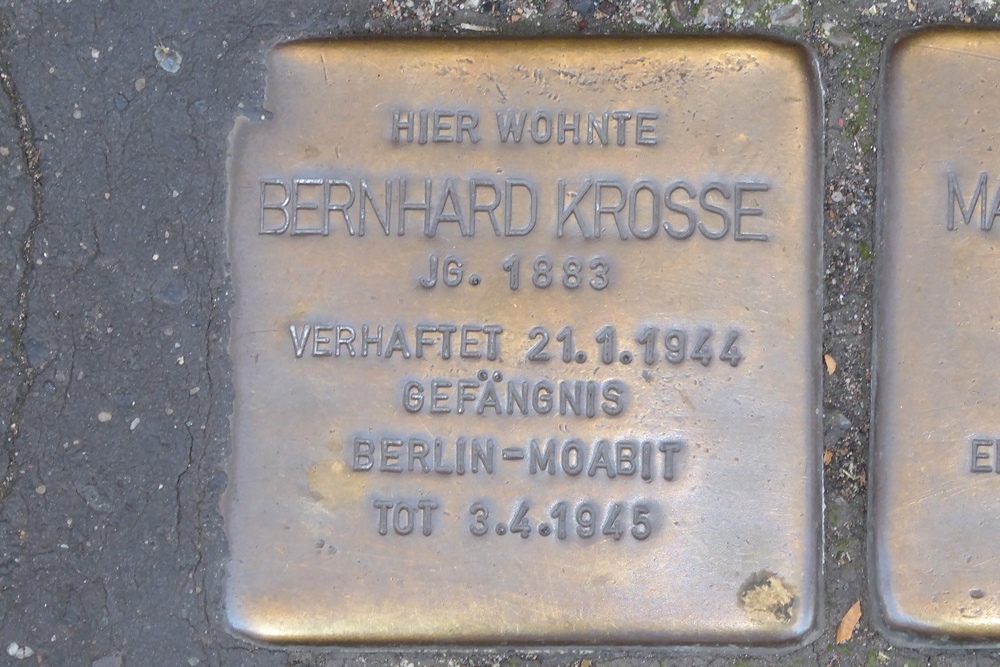 HIER WOHNTE
BERNHARD KROSSE
JG. 1883
VERHAFTET 21.1.1944
GEFÄNGNIS
BERLIN-MOABIT
TOT 3.4.1945